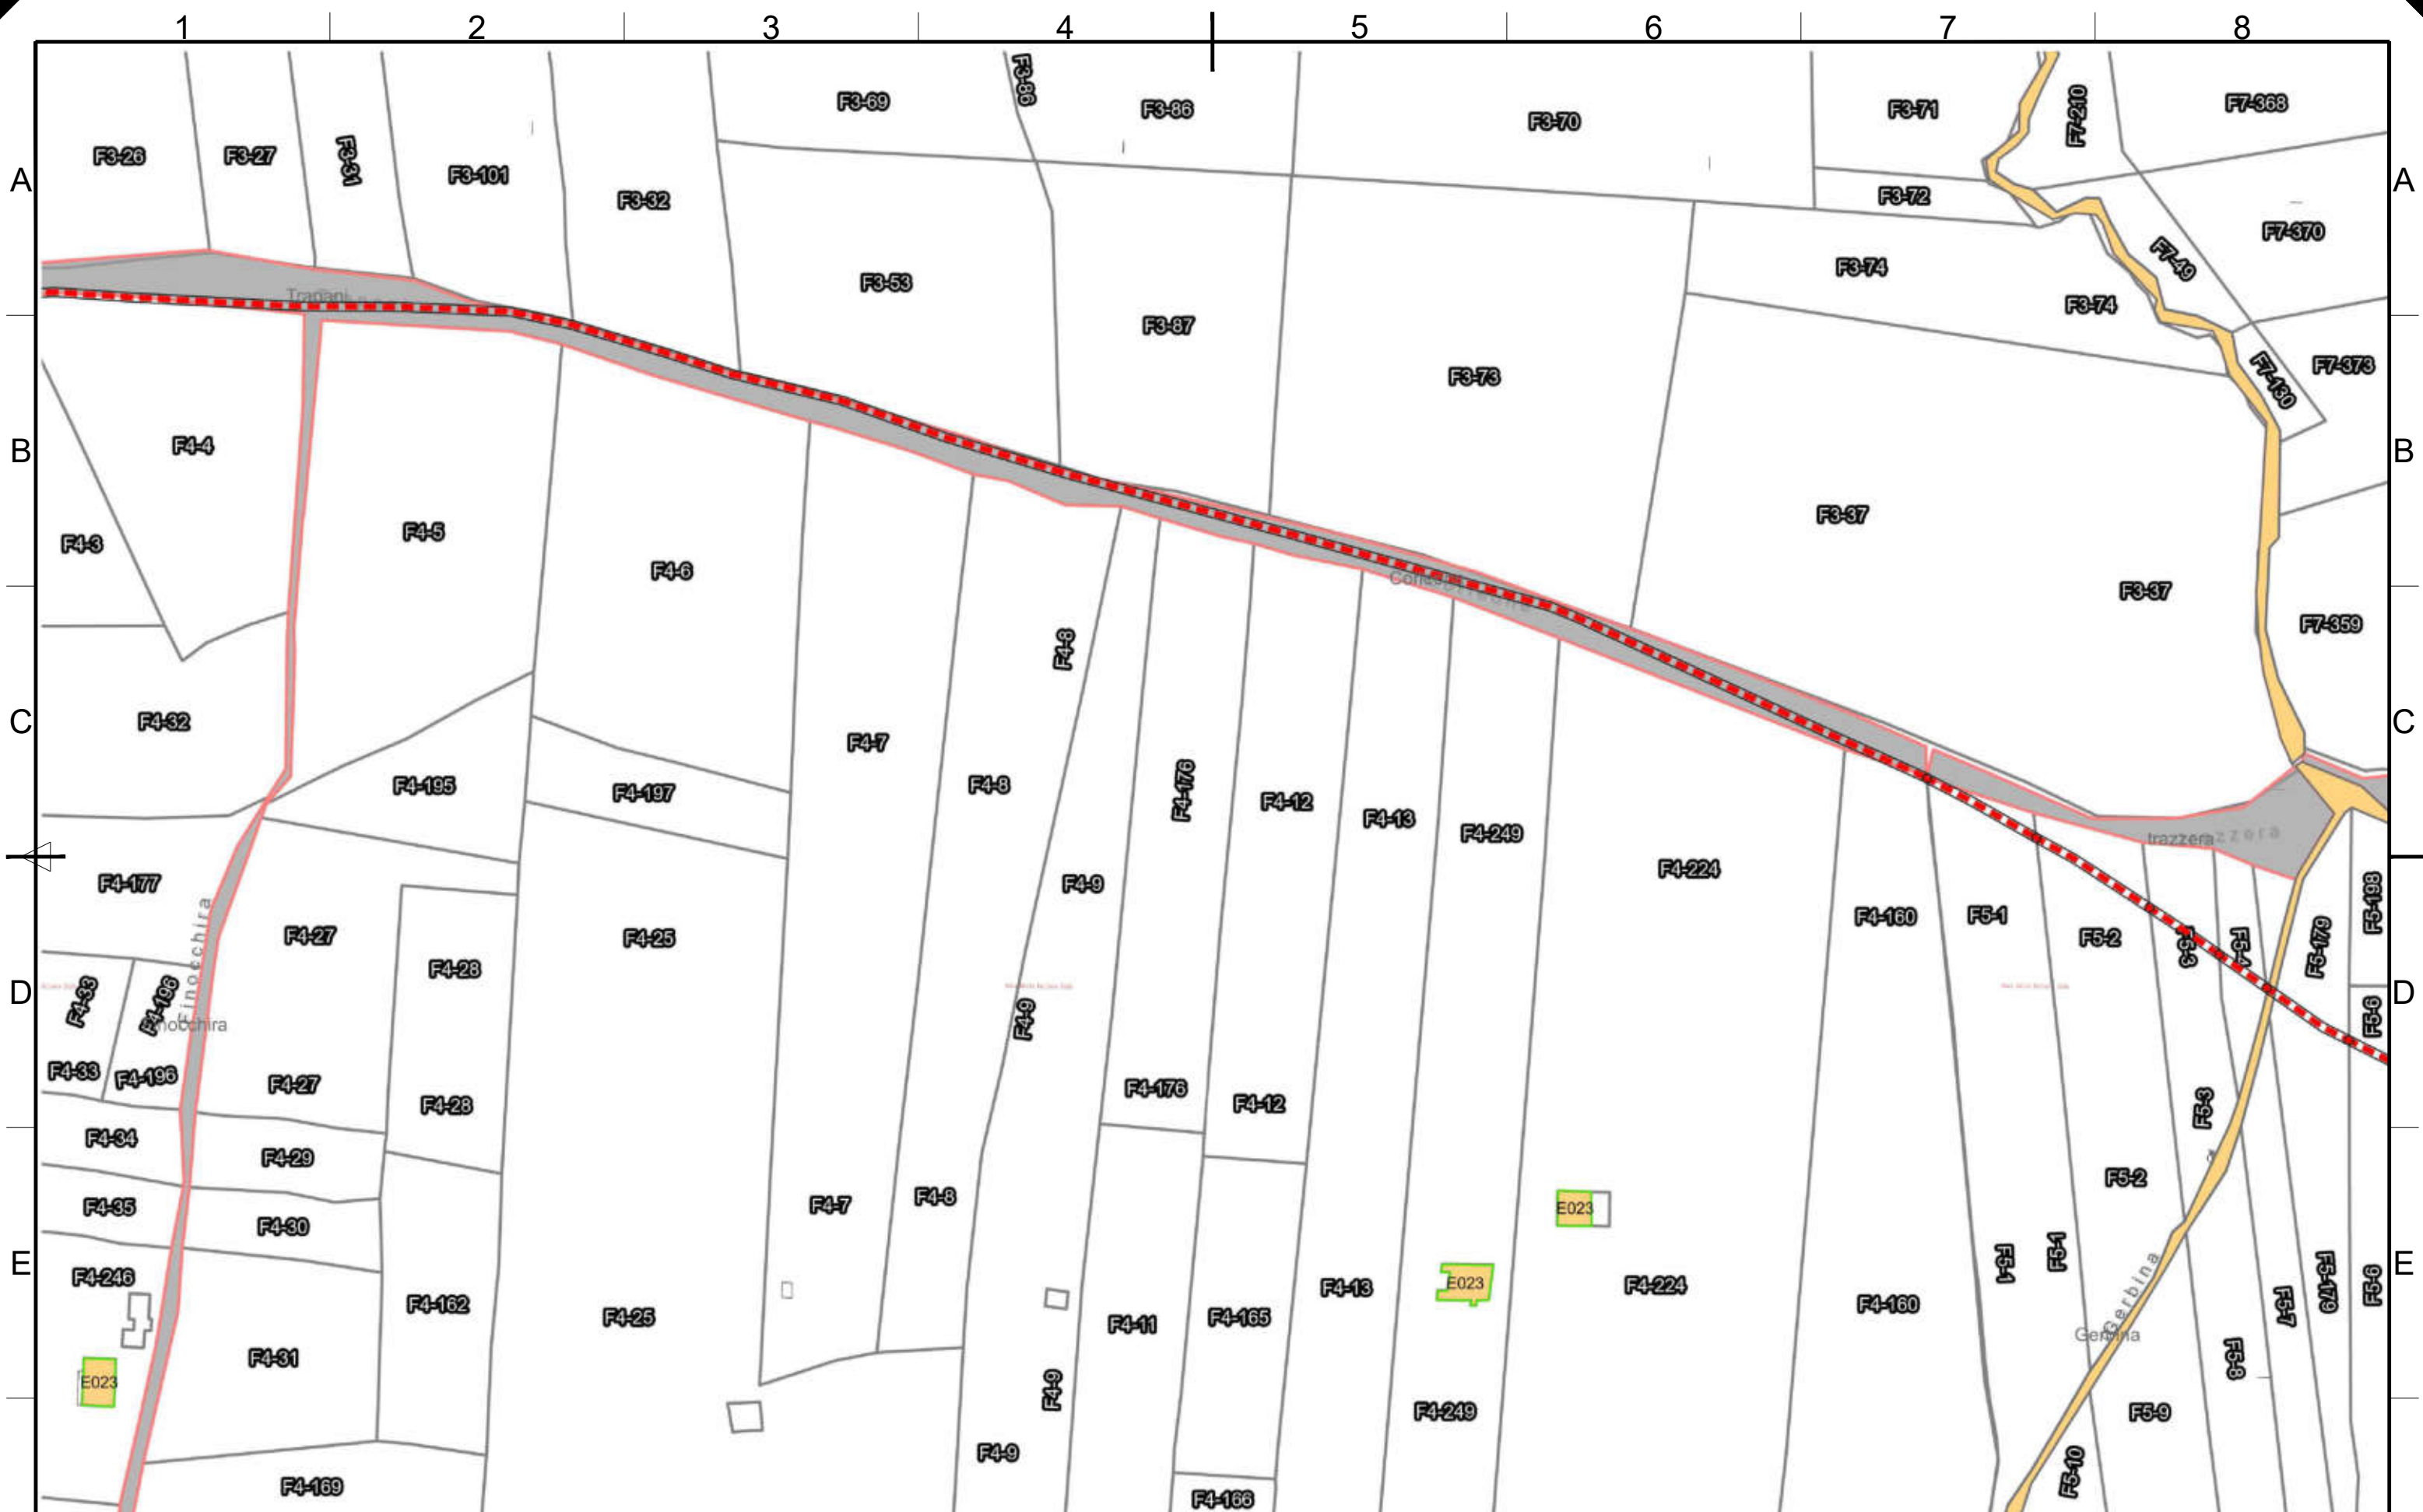 1 2 3 4 5 6 7 8
F3-69 F3-86 F3-86 F3-70 F3-71 F7-210 F7-368
A F3-26 F3-27 F3-31 F3-101 F3-32 F3-72 A
F3-53 F3-74 F7-49 F7-370
Trapani F3-87 F3-74
F3-73 F7-130 F7-373
B F4-4 B
F4-3 F4-5 F4-6 F3-37
F3-37 F7-359
F4-8
C F4-32 F4-7 C
F4-195 F4-197 F4-8 F4-176 F4-12 F4-13 F4-249 trazzera
F4-177 F4-9 F4-224
F4-27 F4-25 F4-160 F5-1 F5-2 F5-3 F5-4 F5-179 F5-198
Finocchira F4-28
D F4-33 F4-196 F4-9 F5-6 D
F4-33 F4-196 F4-27 F4-28 F4-176 F4-12 F5-3
F4-34 F4-29
F4-35 F4-30 F4-7 F4-8 E023 F5-2
E F4-246 F4-13 E023 F4-224 F5-1 F5-1 F5-179 F5-6 E
F4-162 F4-25 F4-11 F4-165 F4-160 Gerbina F5-7
F4-31 F5-8
E023 F4-9 F4-249 F5-9
F4-9 F5-10
F4-169 F4-166